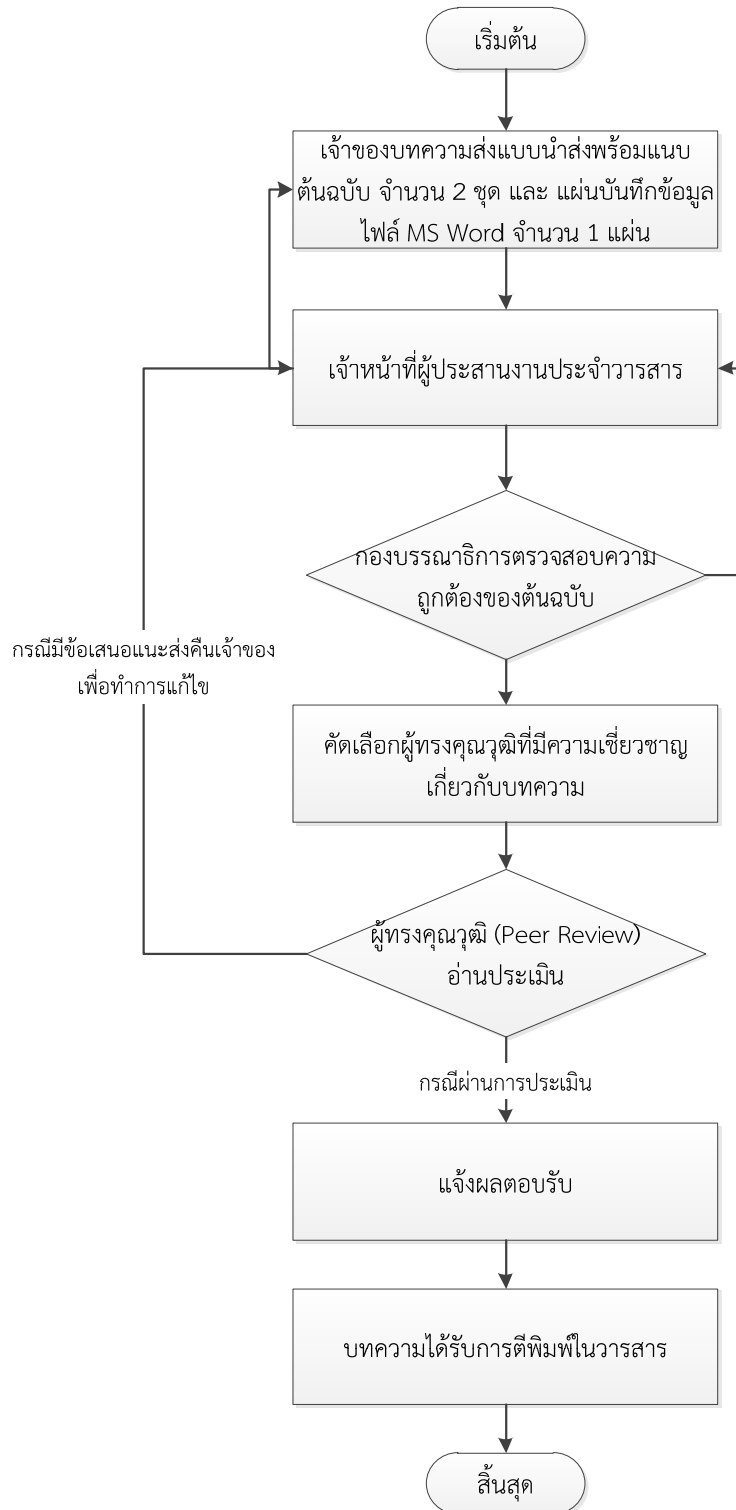 เริ่มต้น
เจ้าของบทความส่งแบบนำส่งพร้อมแนบ
ต้นฉบับ จำนวน 2 ชุด และ แผ่นบันทึกข้อมูล
ไฟล์ MS Word จำนวน 1 แผ่น
เจ้าหน้าที่ผู้ประสานงานประจำวารสาร
กองบรรณาธิการตรวจสอบความ
ถูกต้องของต้นฉบับ
กรณีมีข้อเสนอแนะส่งคืนเจ้าของ
เพื่อทำการแก้ไข
คัดเลือกผู้ทรงคุณวุฒิที่มีความเชี่ยวชาญ
เกี่ยวกับบทความ
ผู้ทรงคุณวุฒิ (Peer Review)
อ่านประเมิน
กรณีผ่านการประเมิน
แจ้งผลตอบรับ
บทความได้รับการตีพิมพ์ในวารสาร
สิ้นสุด